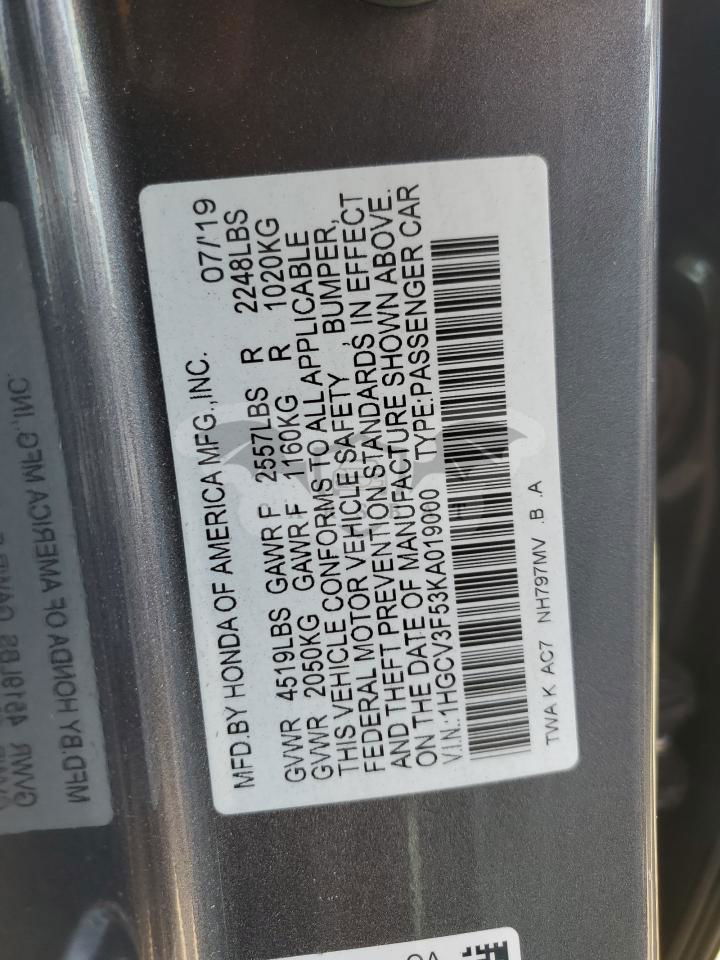 MFD.BY HONDA OF AMERICA MFG.,INC. 07/'19
GVWR 4519LBS GAWR F 2557LBS R 2248LBS
GVWR 2050KG GAWR F 1160KG R 1020KG
THIS VEHICLE CONFORMS TO ALL APPLICABLE
FEDERAL MOTOR VEHICLE SAFETY, BUMPER,
AND THEFT PREVENTION STANDARDS IN EFFECT
ON THE DATE OF MANUFACTURE SHOWN ABOVE.
V.I.N.:1HGCV3F53KA019000 TYPE:PASSENGER CAR
TWA K AC7 NH797MV .B .A
MFD.BY HONDA OF AMERICA MFG.,INC.
GVWR 4519LBS